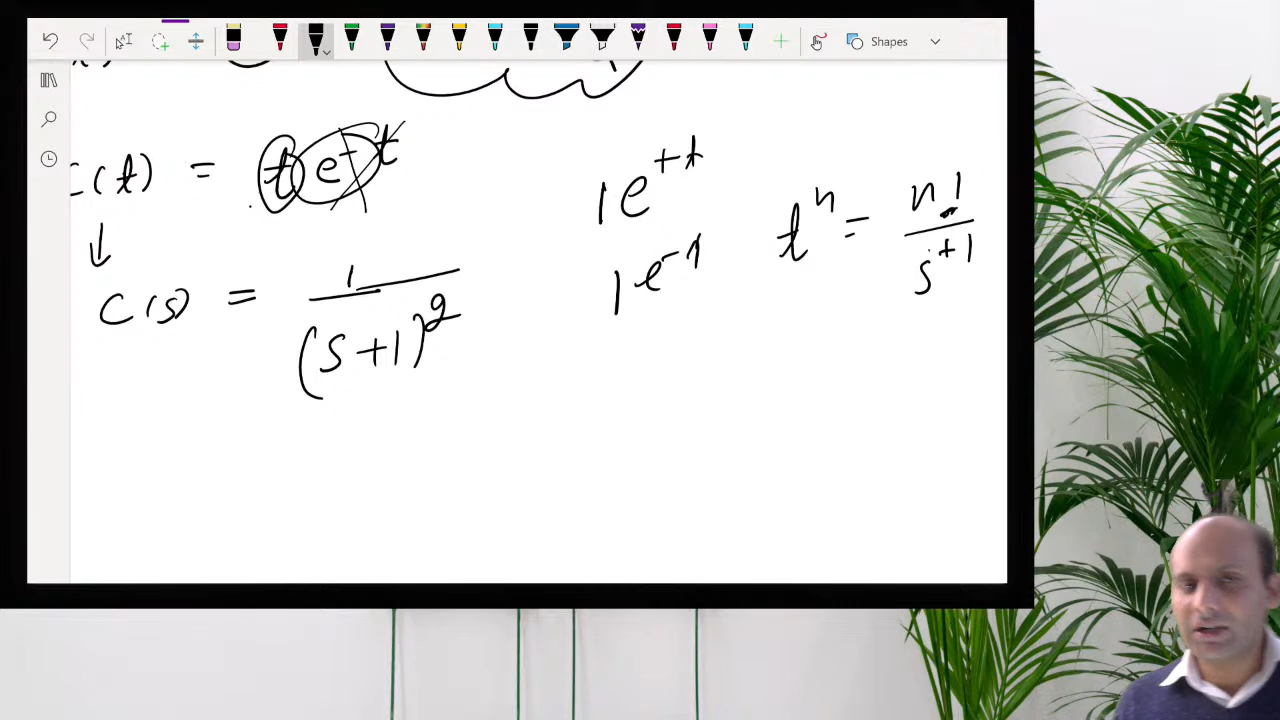 Shapes
C(t) = t e^{-t}
1 e^{+t}
1 e^{-1}
t^n = n! / s^{+1}
C(s) = 1 / (s+1)^2